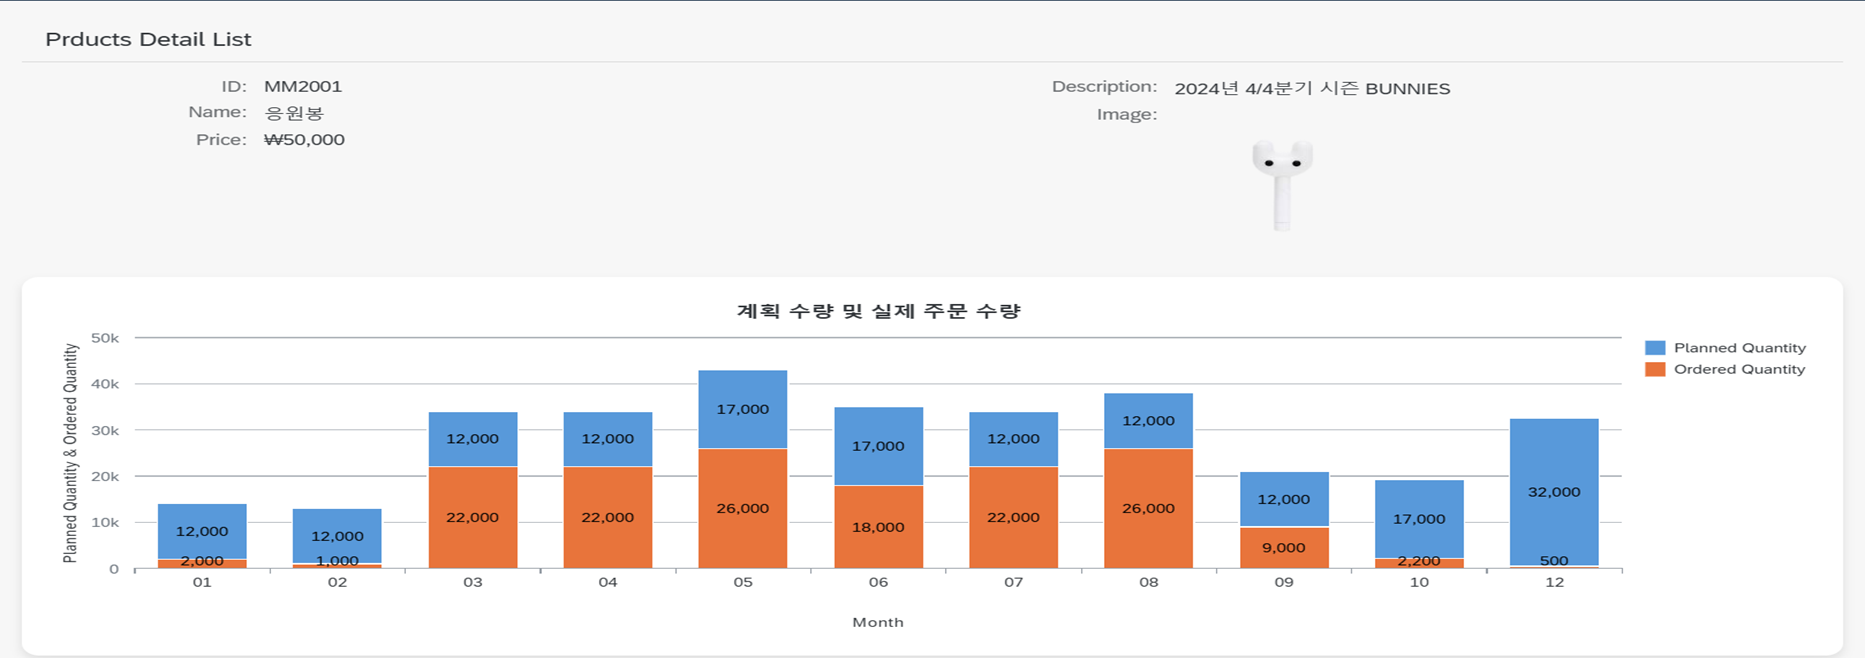 Prducts Detail List
ID: MM2001
Name: 응원봉
Price: ₩50,000
Description: 2024년 4/4분기 시즌 BUNNIES
Image:
계획 수량 및 실제 주문 수량
Planned Quantity & Ordered Quantity
50k
40k
30k
20k
10k
0
Planned Quantity
Ordered Quantity
12,000 12,000 12,000 12,000 17,000 17,000 12,000 12,000 12,000 17,000 32,000
2,000 1,000 22,000 22,000 26,000 18,000 22,000 26,000 9,000 2,200 500
01 02 03 04 05 06 07 08 09 10 12
Month